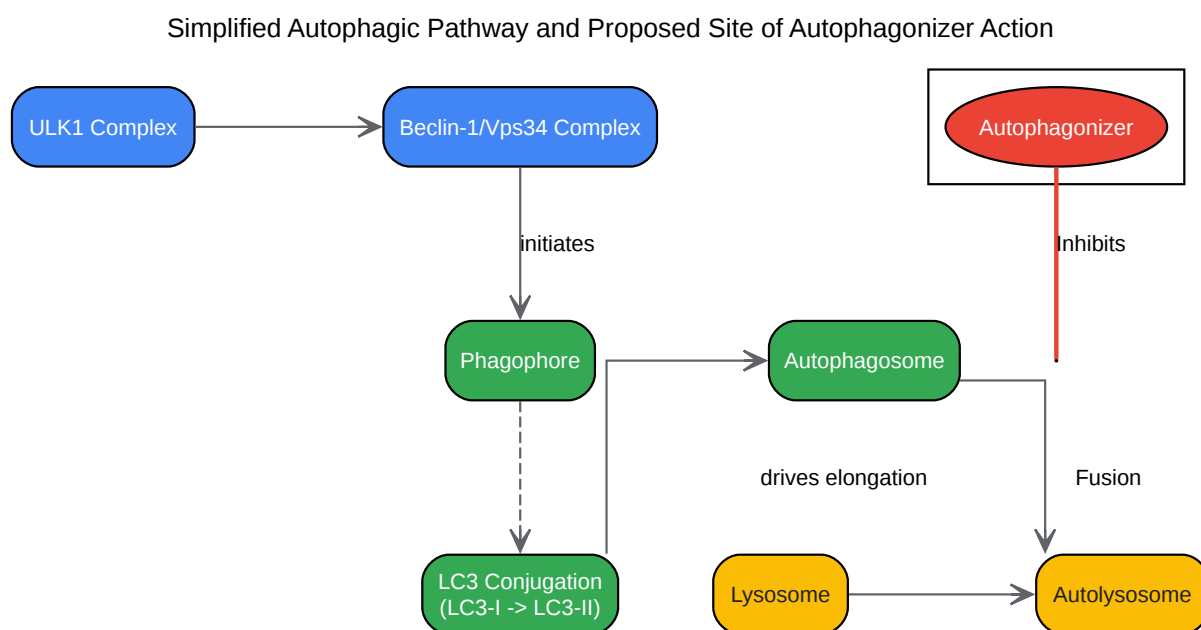 Simplified Autophagic Pathway and Proposed Site of Autophagonizer Action
ULK1 Complex
Beclin-1/Vps34 Complex
Autophagonizer
initiates
Inhibits
Phagophore
Autophagosome
drives elongation
Fusion
LC3 Conjugation
(LC3-I -> LC3-II)
Lysosome
Autolysosome